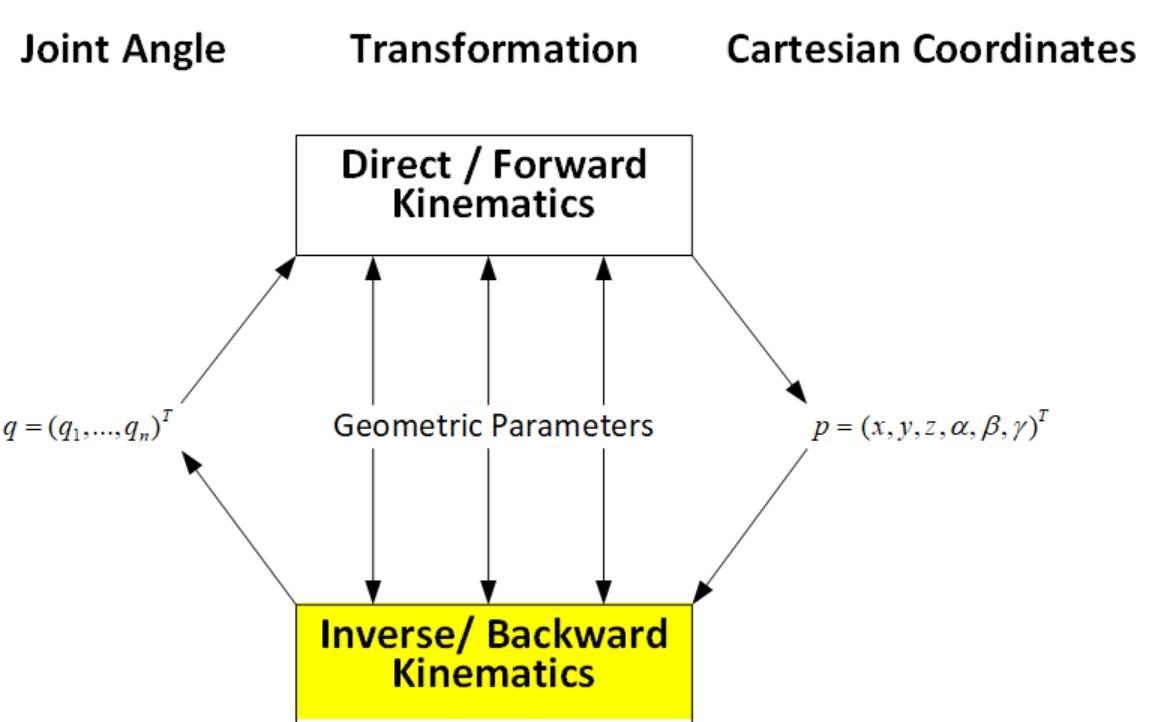 Joint Angle Transformation Cartesian Coordinates
Direct / Forward
Kinematics
q = (q₁,...,qₙ)ᵀ Geometric Parameters p = (x, y, z, α, β, γ)ᵀ
Inverse/ Backward
Kinematics